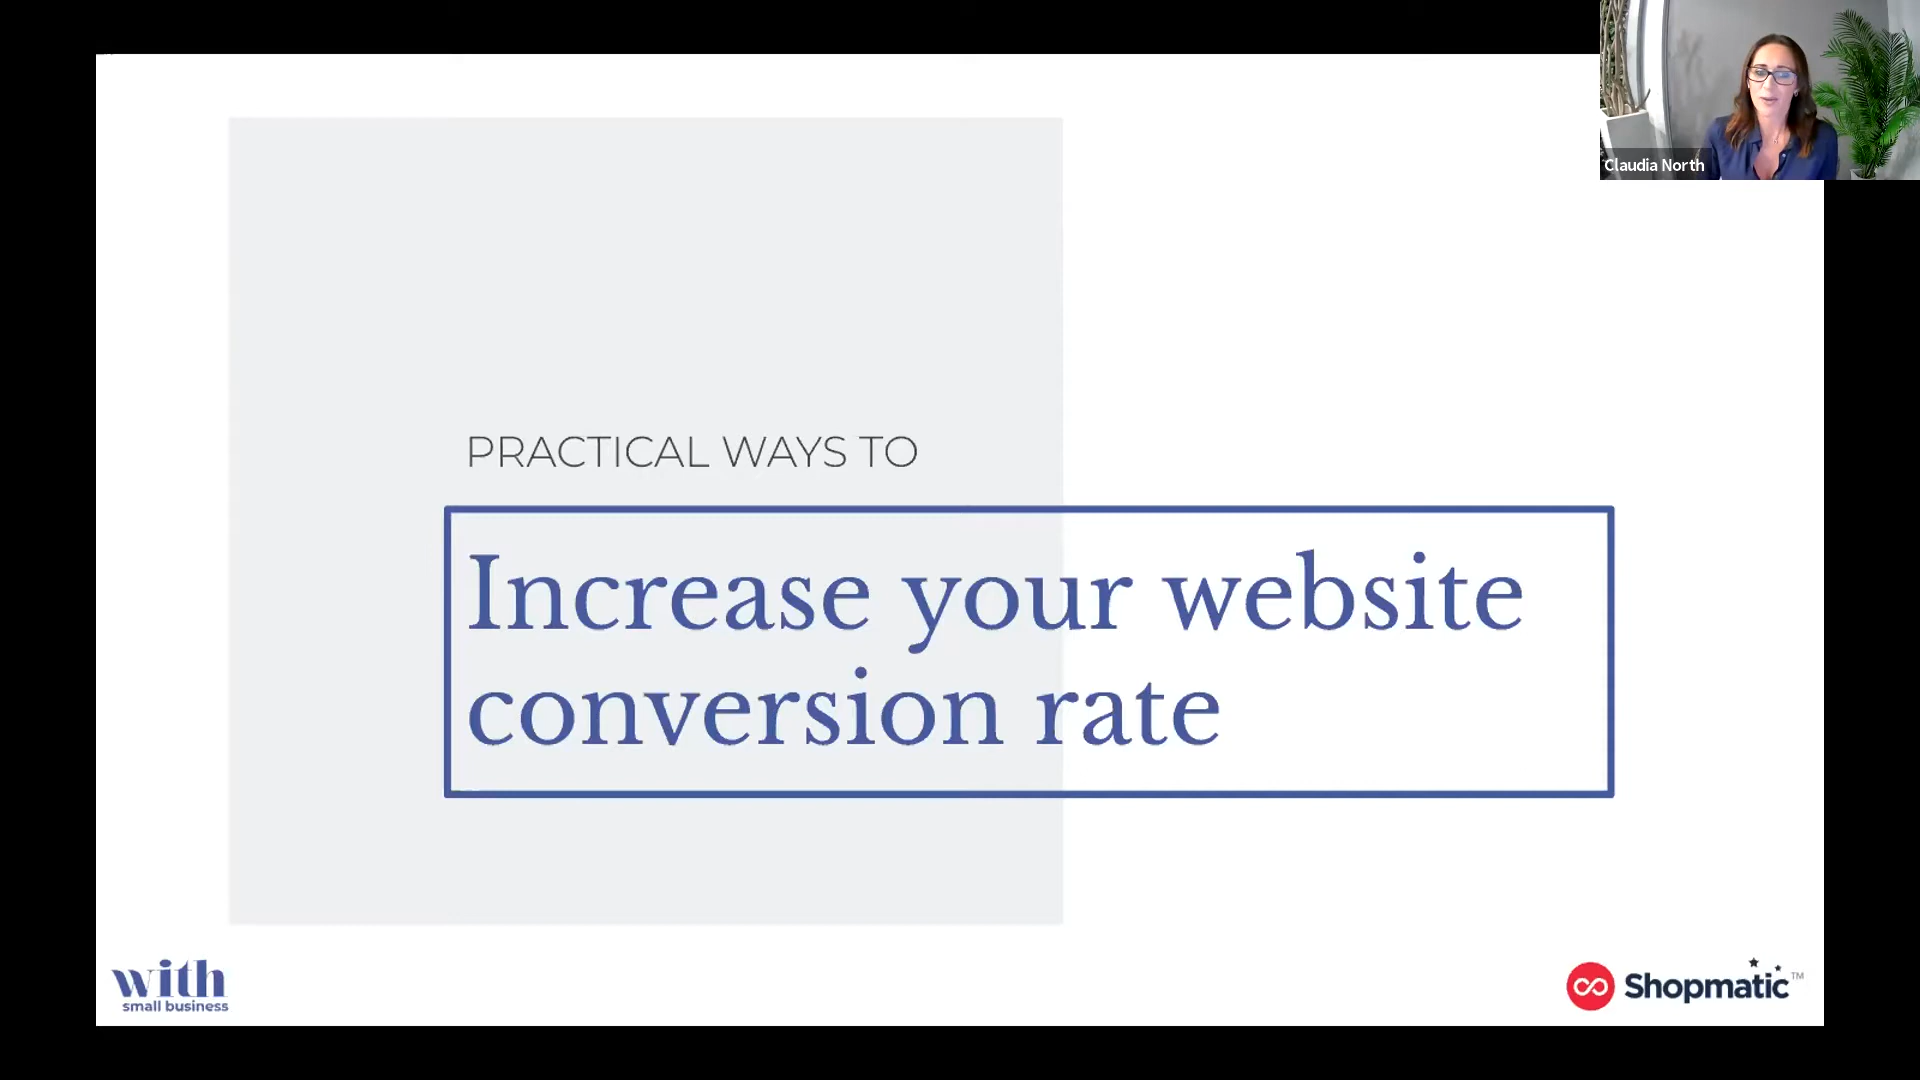 Claudia North
PRACTICAL WAYS TO
Increase your website
conversion rate
with
small business
Shopmatic™